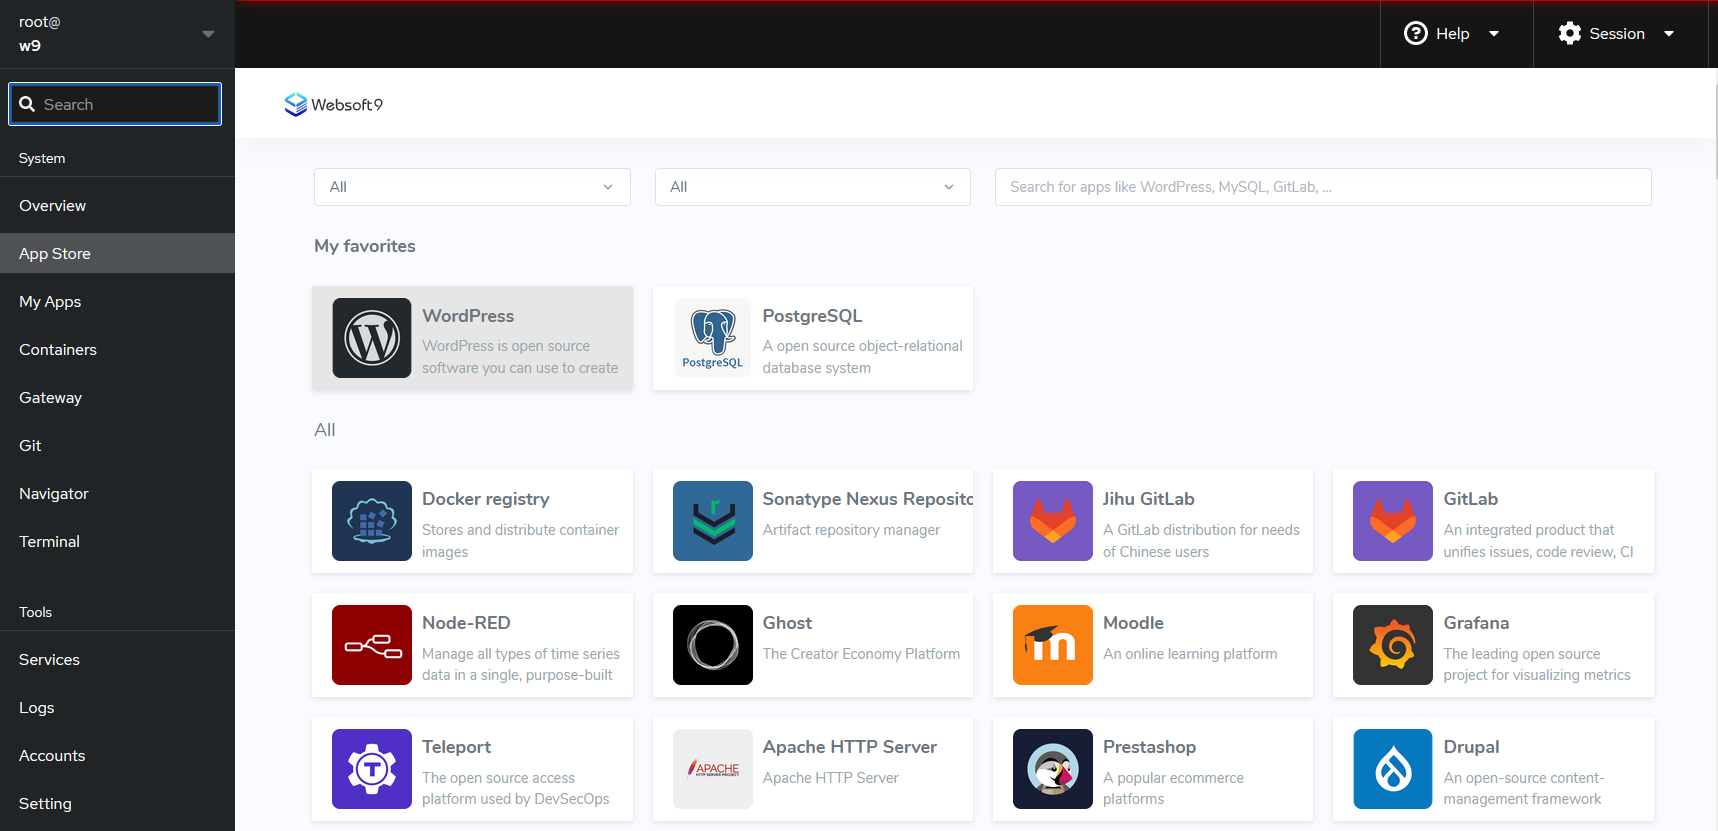 root@
w9
Help
Session
Search
Websoft9
System
Overview
App Store
My Apps
Containers
Gateway
Git
Navigator
Terminal
Tools
Services
Logs
Accounts
Setting
All
All
Search for apps like WordPress, MySQL, GitLab, ...
My favorites
WordPress
WordPress is open source
software you can use to create
PostgreSQL
PostgreSQL
A open source object-relational
database system
All
Docker registry
Stores and distribute container
images
r
Sonatype Nexus Reposito
Artifact repository manager
Jihu GitLab
A GitLab distribution for needs
of Chinese users
GitLab
An integrated product that
unifies issues, code review, CI
Node-RED
Manage all types of time series
data in a single, purpose-built
Ghost
The Creator Economy Platform
m
Moodle
An online learning platform
Grafana
The leading open source
project for visualizing metrics
T
Teleport
The open source access
platform used by DevSecOps
APACHE
HTTP SERVER PROJECT
Apache HTTP Server
Apache HTTP Server
Prestashop
A popular ecommerce
platforms
Drupal
An open-source content-
management framework